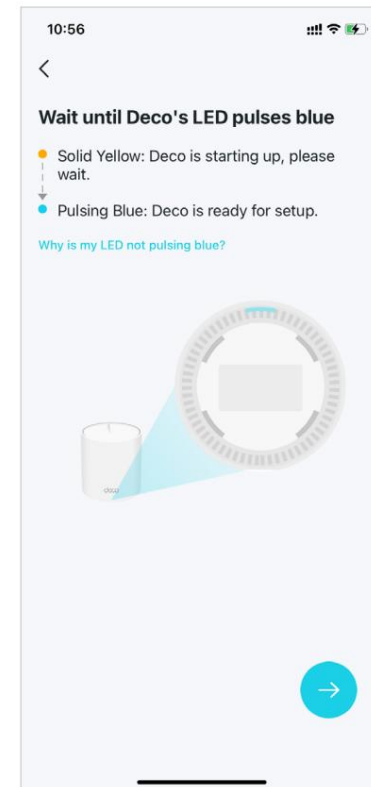 10:56
Wait until Deco's LED pulses blue
Solid Yellow: Deco is starting up, please
wait.
Pulsing Blue: Deco is ready for setup.
Why is my LED not pulsing blue?
deco